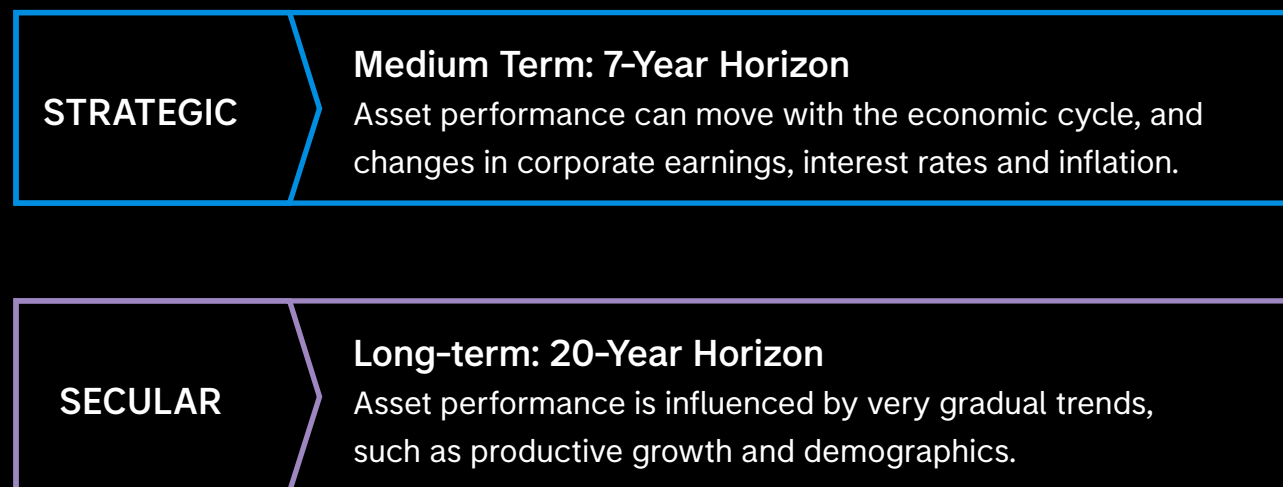 STRATEGIC
Medium Term: 7-Year Horizon
Asset performance can move with the economic cycle, and
changes in corporate earnings, interest rates and inflation.
SECULAR
Long-term: 20-Year Horizon
Asset performance is influenced by very gradual trends,
such as productive growth and demographics.